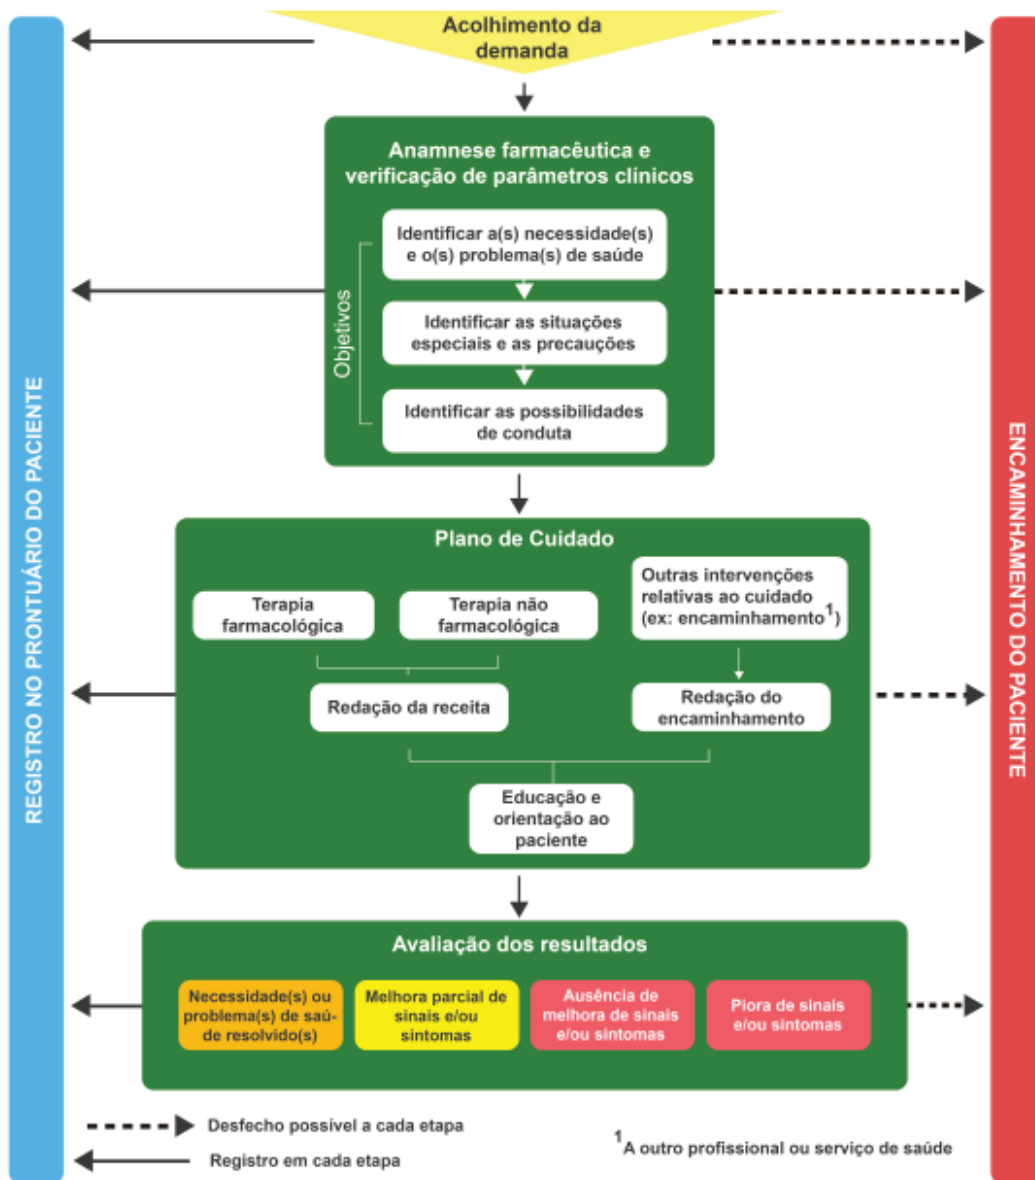 Acolhimento da
demanda
Anamnese farmacêutica e
verificação de parâmetros clínicos
Objetivos
Identificar a(s) necessidade(s)
e o(s) problema(s) de saúde
Identificar as situações
especiais e as precauções
Identificar as possibilidades
de conduta
REGISTRO NO PRONTUÁRIO DO PACIENTE
ENCAMINHAMENTO DO PACIENTE
Plano de Cuidado
Terapia
farmacológica
Terapia não
farmacológica
Outras intervenções
relativas ao cuidado
(ex: encaminhamento¹)
Redação da receita
Redação do
encaminhamento
Educação e
orientação ao
paciente
Avaliação dos resultados
Necessidade(s) ou
problema(s) de saú-
de resolvido(s)
Melhora parcial de
sinais e/ou
sintomas
Ausência de
melhora de sinais
e/ou sintomas
Piora de sinais
e/ou sintomas
Desfecho possível a cada etapa
Registro em cada etapa
¹A outro profissional ou serviço de saúde